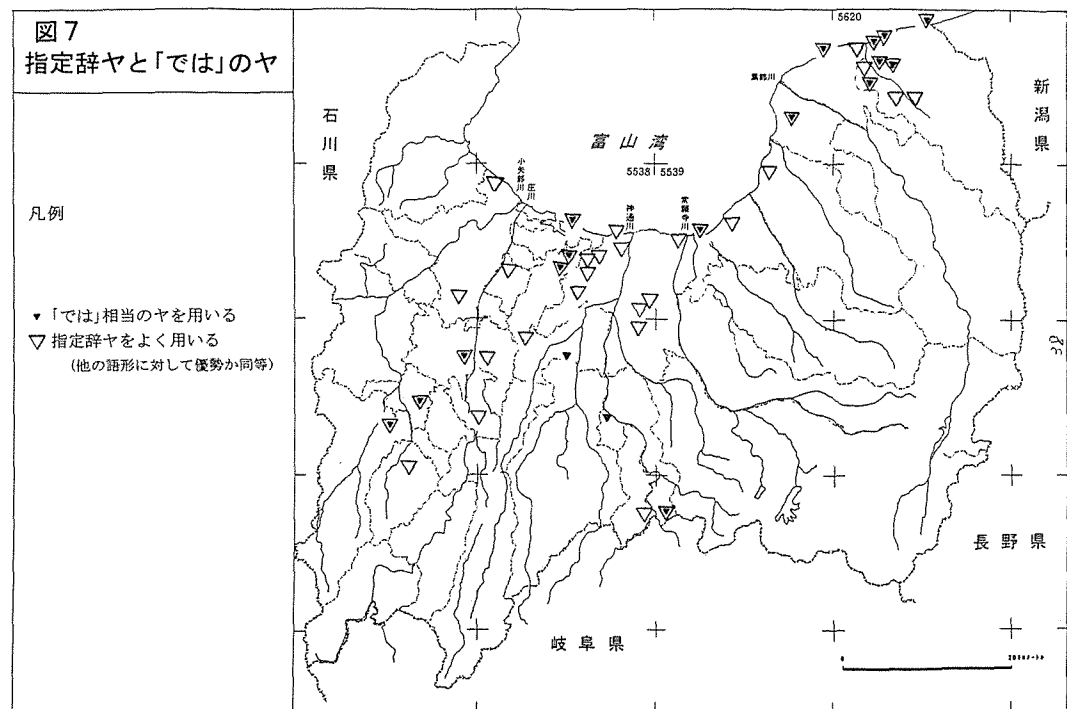 図7
指定辞ヤと「では」のヤ
凡例
▼「では」相当のヤを用いる
▽指定辞ヤをよく用いる
(他の語形に対して優勢か同等)
5620
黒部川
新潟県
石川県
富山湾
5538 5539
小矢部川
庄川
神通川
常願寺川
長野県
岐阜県
0